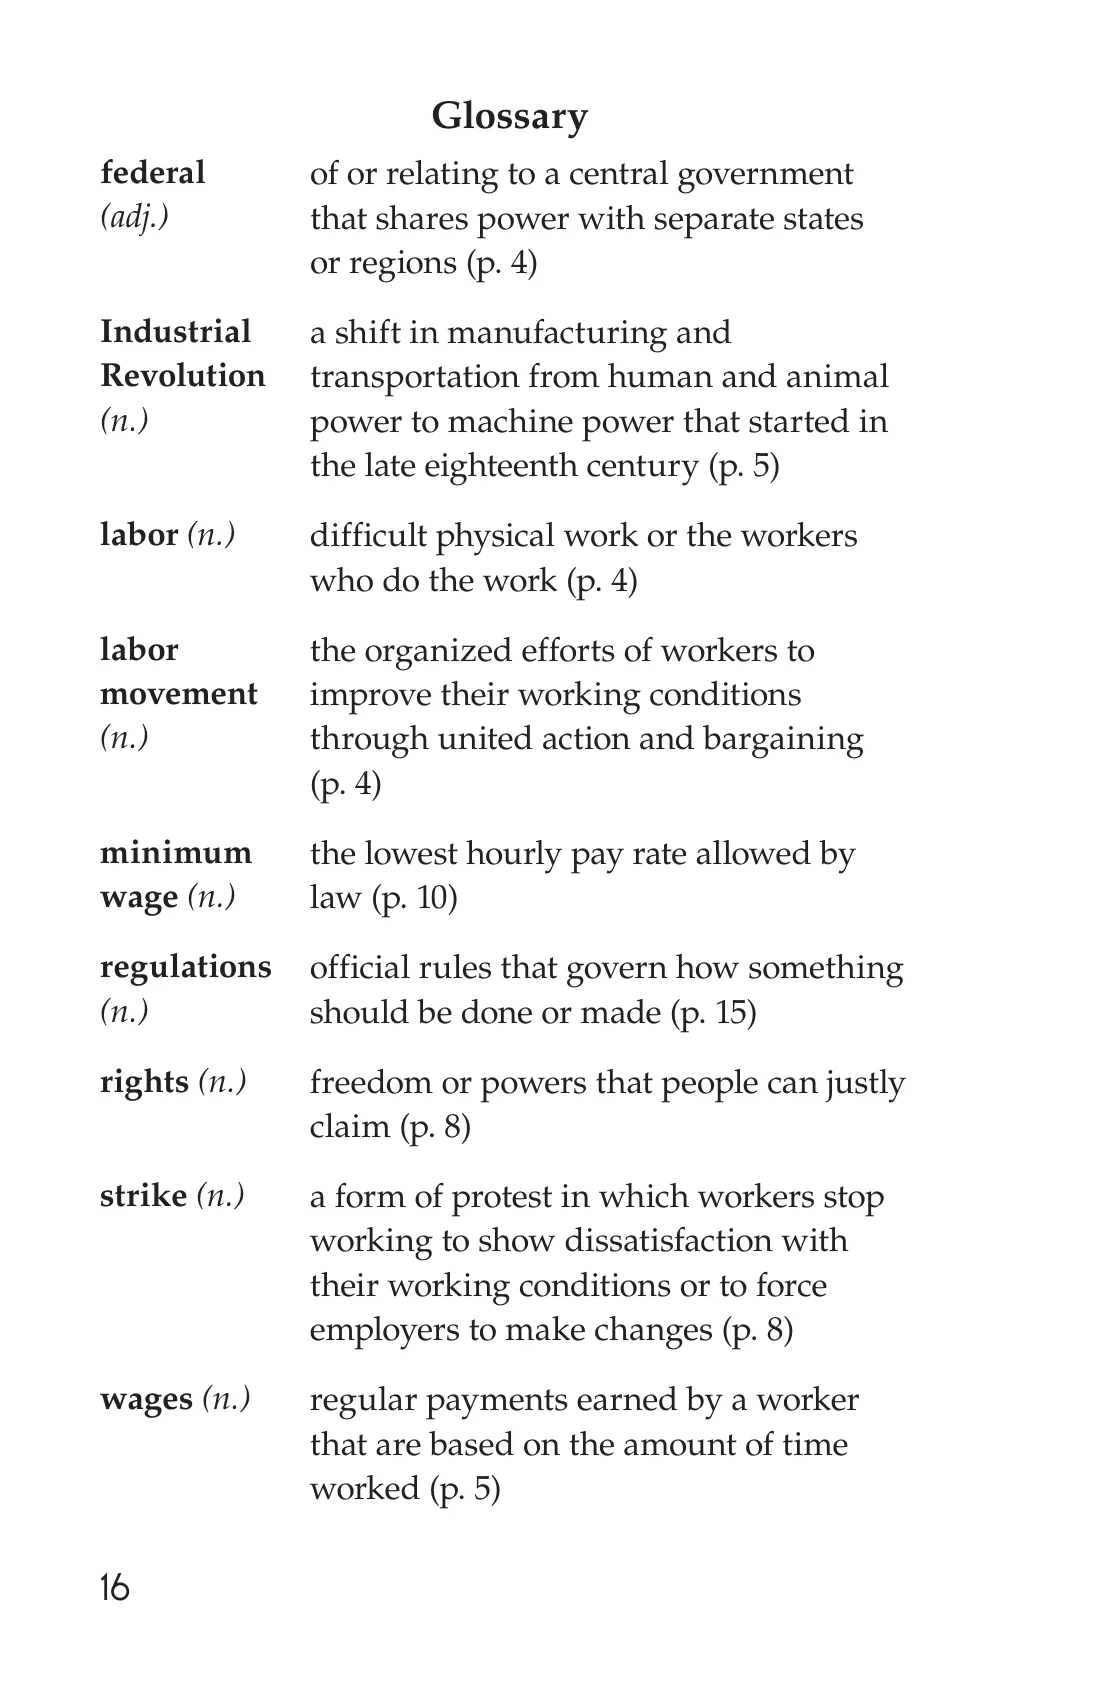 Glossary
federal
(adj.)
of or relating to a central government
that shares power with separate states
or regions (p. 4)
Industrial
Revolution
(n.)
a shift in manufacturing and
transportation from human and animal
power to machine power that started in
the late eighteenth century (p. 5)
labor (n.)
difficult physical work or the workers
who do the work (p. 4)
labor
movement
(n.)
the organized efforts of workers to
improve their working conditions
through united action and bargaining
(p. 4)
minimum
wage (n.)
the lowest hourly pay rate allowed by
law (p. 10)
regulations
(n.)
official rules that govern how something
should be done or made (p. 15)
rights (n.)
freedom or powers that people can justly
claim (p. 8)
strike (n.)
a form of protest in which workers stop
working to show dissatisfaction with
their working conditions or to force
employers to make changes (p. 8)
wages (n.)
regular payments earned by a worker
that are based on the amount of time
worked (p. 5)
16